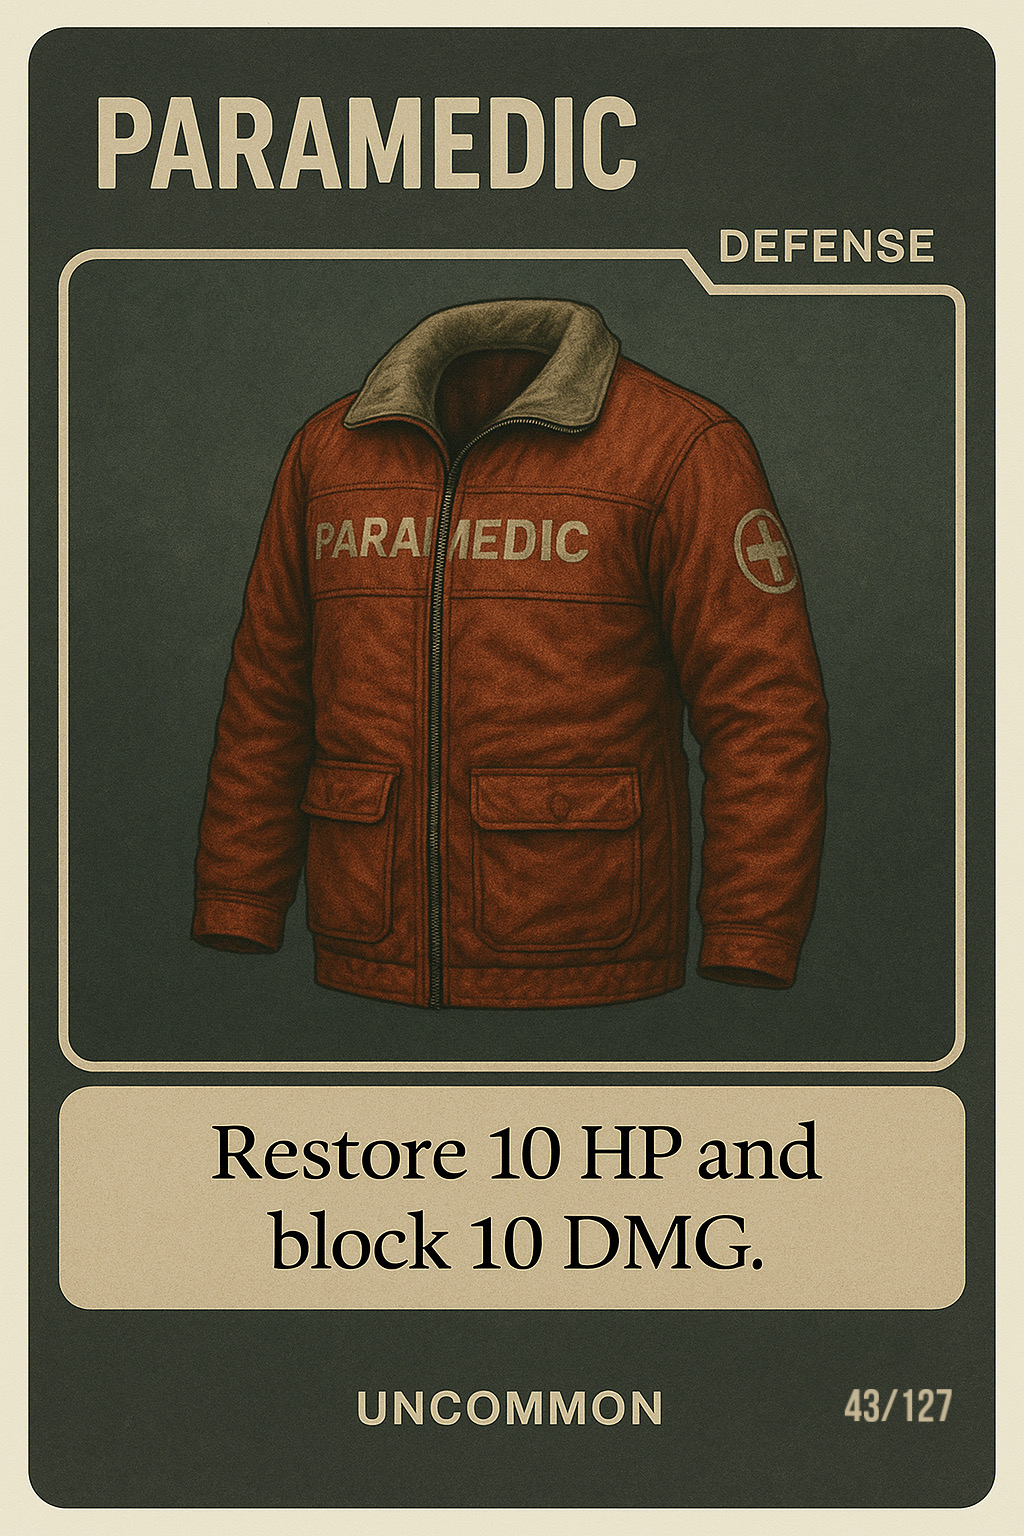 PARAMEDIC
DEFENSE
PARAMEDIC
Restore 10 HP and
block 10 DMG.
UNCOMMON
43/127